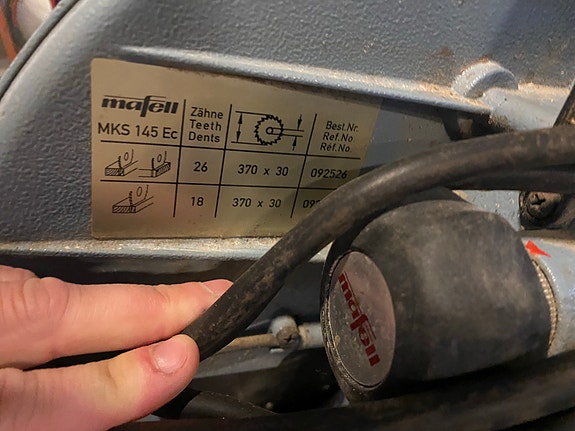 mafell
MKS 145 Ec
Zähne
Teeth
Dents
Best.Nr.
Ref.No
Réf.No
26
370 x 30
092526
18
370 x 30
mafell